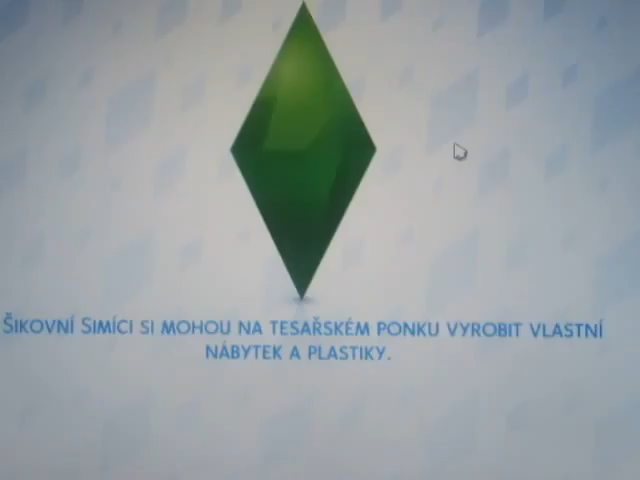 Šikovní Simíci si mohou na tesařském ponku vyrobit vlastní
nábytek a plastiky.